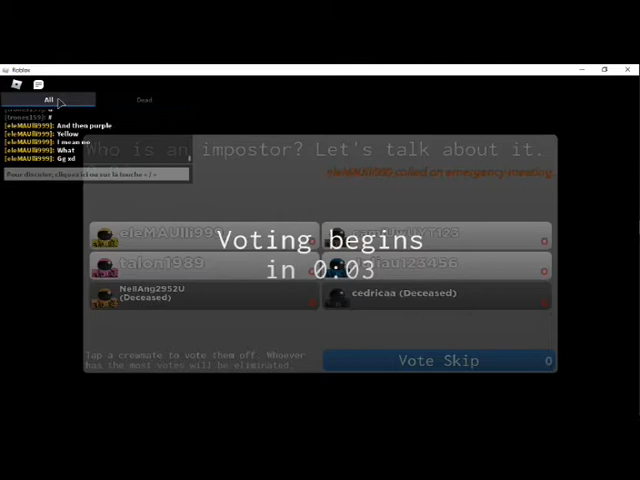 Roblox
All
Dead
[eleMAUlli999]: And then purple
[eleMAUlli999]: Yellow
[eleMAUlli999]: I mean no
[eleMAUlli999]: What
[eleMAUlli999]: Gg xd
Pour discuter, cliquez ici ou sur la touche « / »
Who is an impostor? Let's talk about it.
called an emergency meeting.
eleMAUlli999
talon1989
Voting begins
in 0:03
NeilAng2952U
(Deceased)
cedricaa (Deceased)
Tap a crewmate to vote them off. Whoever
has the most votes will be eliminated.
Vote Skip
0